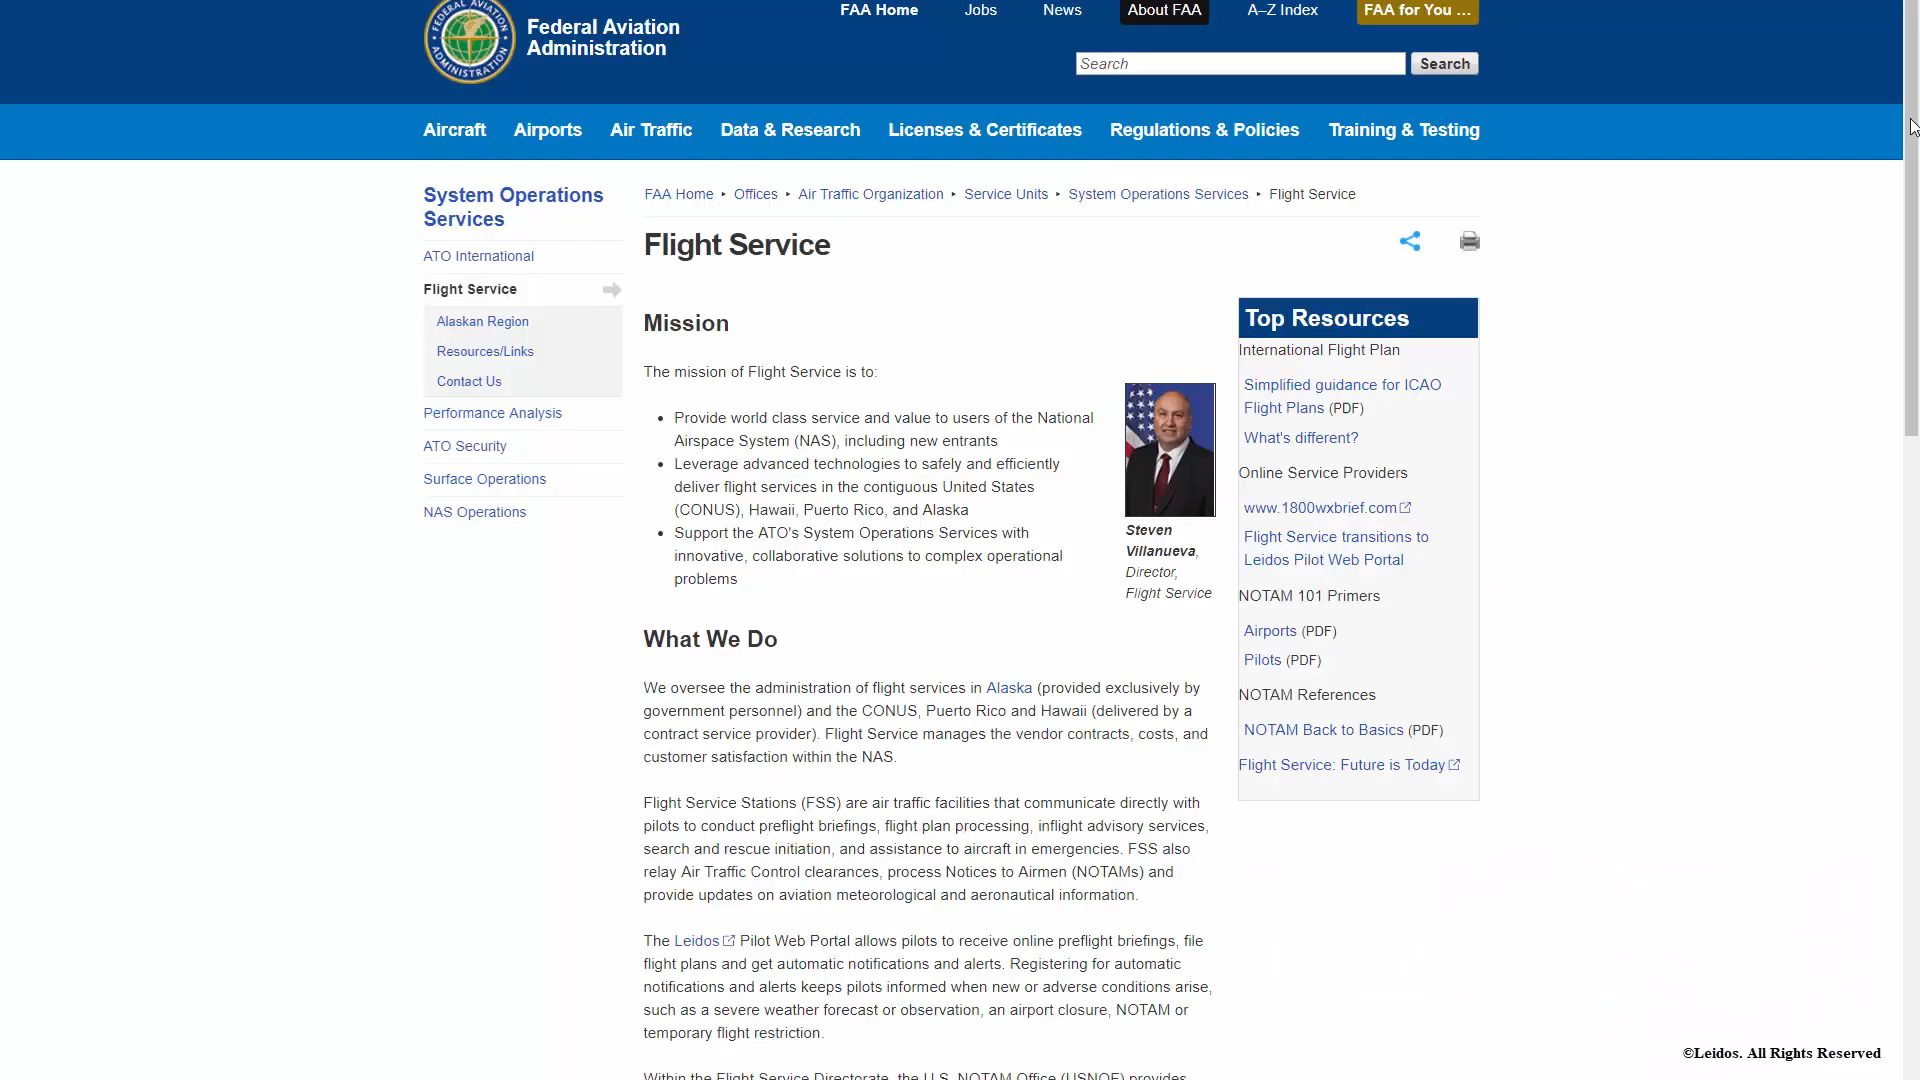 FEDERAL AVIATION
ADMINISTRATION
Federal Aviation
Administration
FAA Home Jobs News About FAA A–Z Index FAA for You ...
Search Search
Aircraft Airports Air Traffic Data & Research Licenses & Certificates Regulations & Policies Training & Testing
System Operations
Services
ATO International
Flight Service
Alaskan Region
Resources/Links
Contact Us
Performance Analysis
ATO Security
Surface Operations
NAS Operations
FAA Home ‣ Offices ‣ Air Traffic Organization ‣ Service Units ‣ System Operations Services ‣ Flight Service
Flight Service
Mission
The mission of Flight Service is to:
• Provide world class service and value to users of the National
Airspace System (NAS), including new entrants
• Leverage advanced technologies to safely and efficiently
deliver flight services in the contiguous United States
(CONUS), Hawaii, Puerto Rico, and Alaska
• Support the ATO's System Operations Services with
innovative, collaborative solutions to complex operational
problems
Steven
Villanueva,
Director,
Flight Service
What We Do
We oversee the administration of flight services in Alaska (provided exclusively by
government personnel) and the CONUS, Puerto Rico and Hawaii (delivered by a
contract service provider). Flight Service manages the vendor contracts, costs, and
customer satisfaction within the NAS.
Flight Service Stations (FSS) are air traffic facilities that communicate directly with
pilots to conduct preflight briefings, flight plan processing, inflight advisory services,
search and rescue initiation, and assistance to aircraft in emergencies. FSS also
relay Air Traffic Control clearances, process Notices to Airmen (NOTAMs) and
provide updates on aviation meteorological and aeronautical information.
The Leidos Pilot Web Portal allows pilots to receive online preflight briefings, file
flight plans and get automatic notifications and alerts. Registering for automatic
notifications and alerts keeps pilots informed when new or adverse conditions arise,
such as a severe weather forecast or observation, an airport closure, NOTAM or
temporary flight restriction.
Within the Flight Service Directorate, the U.S. NOTAM Office (USNOF) provides
Top Resources
International Flight Plan
Simplified guidance for ICAO
Flight Plans (PDF)
What's different?
Online Service Providers
www.1800wxbrief.com
Flight Service transitions to
Leidos Pilot Web Portal
NOTAM 101 Primers
Airports (PDF)
Pilots (PDF)
NOTAM References
NOTAM Back to Basics (PDF)
Flight Service: Future is Today
©Leidos. All Rights Reserved